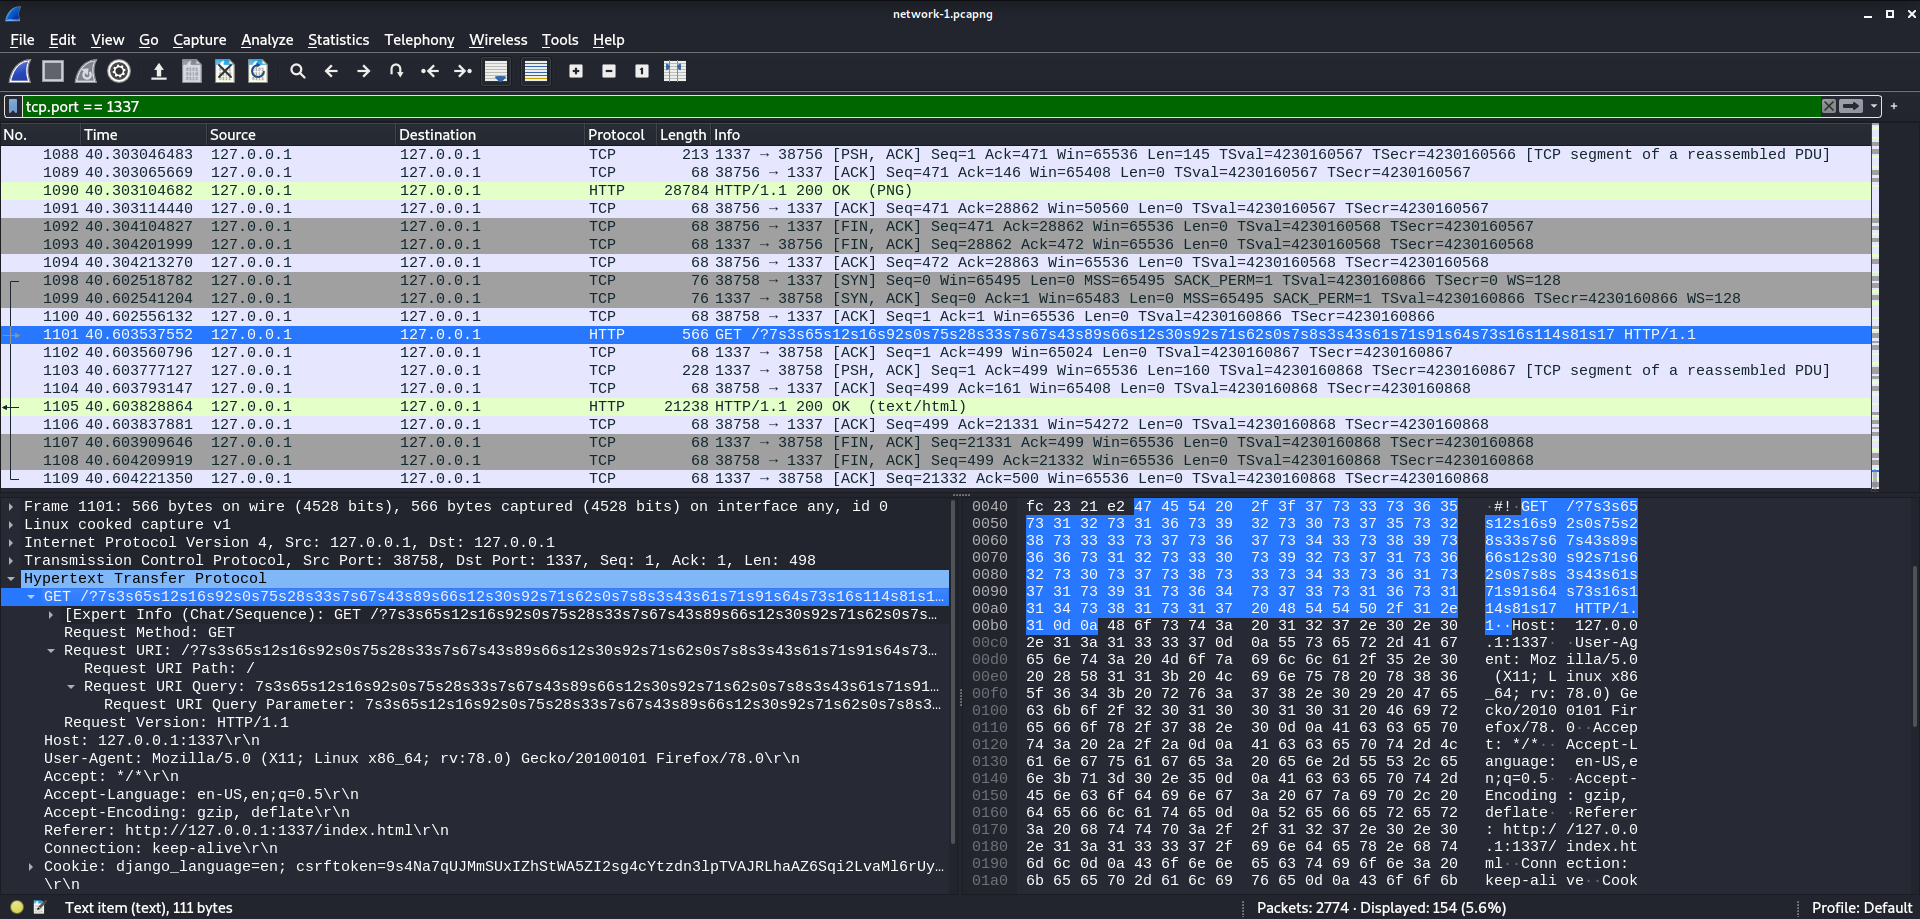 network-1.pcapng
File Edit View Go Capture Analyze Statistics Telephony Wireless Tools Help
tcp.port == 1337
No. Time Source Destination Protocol Length Info
1088 40.303046483 127.0.0.1 127.0.0.1 TCP 213 1337 → 38756 [PSH, ACK] Seq=1 Ack=471 Win=65536 Len=145 TSval=4230160567 TSecr=4230160566 [TCP segment of a reassembled PDU]
1089 40.303065669 127.0.0.1 127.0.0.1 TCP 68 38756 → 1337 [ACK] Seq=471 Ack=146 Win=65408 Len=0 TSval=4230160567 TSecr=4230160567
1090 40.303104682 127.0.0.1 127.0.0.1 HTTP 28784 HTTP/1.1 200 OK (PNG)
1091 40.303114440 127.0.0.1 127.0.0.1 TCP 68 38756 → 1337 [ACK] Seq=471 Ack=28862 Win=50560 Len=0 TSval=4230160567 TSecr=4230160567
1092 40.304104827 127.0.0.1 127.0.0.1 TCP 68 38756 → 1337 [FIN, ACK] Seq=471 Ack=28862 Win=65536 Len=0 TSval=4230160568 TSecr=4230160567
1093 40.304201999 127.0.0.1 127.0.0.1 TCP 68 1337 → 38756 [FIN, ACK] Seq=28862 Ack=472 Win=65536 Len=0 TSval=4230160568 TSecr=4230160568
1094 40.304213270 127.0.0.1 127.0.0.1 TCP 68 38756 → 1337 [ACK] Seq=472 Ack=28863 Win=65536 Len=0 TSval=4230160568 TSecr=4230160568
1098 40.602518782 127.0.0.1 127.0.0.1 TCP 76 38758 → 1337 [SYN] Seq=0 Win=65495 Len=0 MSS=65495 SACK_PERM=1 TSval=4230160866 TSecr=0 WS=128
1099 40.602541204 127.0.0.1 127.0.0.1 TCP 76 1337 → 38758 [SYN, ACK] Seq=0 Ack=1 Win=65483 Len=0 MSS=65495 SACK_PERM=1 TSval=4230160866 TSecr=4230160866 WS=128
1100 40.602556132 127.0.0.1 127.0.0.1 TCP 68 38758 → 1337 [ACK] Seq=1 Ack=1 Win=65536 Len=0 TSval=4230160866 TSecr=4230160866
1101 40.603537552 127.0.0.1 127.0.0.1 HTTP 566 GET /?7s3s65s12s16s92s0s75s28s33s7s67s43s89s66s12s30s92s71s62s0s7s8s3s43s61s71s91s64s73s16s114s81s17 HTTP/1.1
1102 40.603560796 127.0.0.1 127.0.0.1 TCP 68 1337 → 38758 [ACK] Seq=1 Ack=499 Win=65024 Len=0 TSval=4230160867 TSecr=4230160867
1103 40.603777127 127.0.0.1 127.0.0.1 TCP 228 1337 → 38758 [PSH, ACK] Seq=1 Ack=499 Win=65536 Len=160 TSval=4230160868 TSecr=4230160867 [TCP segment of a reassembled PDU]
1104 40.603793147 127.0.0.1 127.0.0.1 TCP 68 38758 → 1337 [ACK] Seq=499 Ack=161 Win=65408 Len=0 TSval=4230160868 TSecr=4230160868
1105 40.603828864 127.0.0.1 127.0.0.1 HTTP 21238 HTTP/1.1 200 OK (text/html)
1106 40.603837881 127.0.0.1 127.0.0.1 TCP 68 38758 → 1337 [ACK] Seq=499 Ack=21331 Win=54272 Len=0 TSval=4230160868 TSecr=4230160868
1107 40.603909646 127.0.0.1 127.0.0.1 TCP 68 1337 → 38758 [FIN, ACK] Seq=21331 Ack=499 Win=65536 Len=0 TSval=4230160868 TSecr=4230160868
1108 40.604209919 127.0.0.1 127.0.0.1 TCP 68 38758 → 1337 [FIN, ACK] Seq=499 Ack=21332 Win=65536 Len=0 TSval=4230160868 TSecr=4230160868
1109 40.604221350 127.0.0.1 127.0.0.1 TCP 68 1337 → 38758 [ACK] Seq=21332 Ack=500 Win=65536 Len=0 TSval=4230160868 TSecr=4230160868
Frame 1101: 566 bytes on wire (4528 bits), 566 bytes captured (4528 bits) on interface any, id 0
Linux cooked capture v1
Internet Protocol Version 4, Src: 127.0.0.1, Dst: 127.0.0.1
Transmission Control Protocol, Src Port: 38758, Dst Port: 1337, Seq: 1, Ack: 1, Len: 498
Hypertext Transfer Protocol
GET /?7s3s65s12s16s92s0s75s28s33s7s67s43s89s66s12s30s92s71s62s0s7s8s3s43s61s71s91s64s73s16s114s81s1…
[Expert Info (Chat/Sequence): GET /?7s3s65s12s16s92s0s75s28s33s7s67s43s89s66s12s30s92s71s62s0s7s…
Request Method: GET
Request URI: /?7s3s65s12s16s92s0s75s28s33s7s67s43s89s66s12s30s92s71s62s0s7s8s3s43s61s71s91s64s73…
Request URI Path: /
Request URI Query: 7s3s65s12s16s92s0s75s28s33s7s67s43s89s66s12s30s92s71s62s0s7s8s3s43s61s71s91…
Request URI Query Parameter: 7s3s65s12s16s92s0s75s28s33s7s67s43s89s66s12s30s92s71s62s0s7s8s3…
Request Version: HTTP/1.1
Host: 127.0.0.1:1337\r\n
User-Agent: Mozilla/5.0 (X11; Linux x86_64; rv:78.0) Gecko/20100101 Firefox/78.0\r\n
Accept: */*\r\n
Accept-Language: en-US,en;q=0.5\r\n
Accept-Encoding: gzip, deflate\r\n
Referer: http://127.0.0.1:1337/index.html\r\n
Connection: keep-alive\r\n
Cookie: django_language=en; csrftoken=9s4Na7qUJMmSUxIZhStWA5ZI2sg4cYtzdn3lpTVAJRLhaAZ6Sqi2LvaMl6rUy…
\r\n
0040 fc 23 21 e2 47 45 54 20 2f 3f 37 73 33 73 36 35 ·#!·GET /?7s3s65
0050 73 31 32 73 31 36 73 39 32 73 30 73 37 35 73 32 s12s16s9 2s0s75s2
0060 38 73 33 33 73 37 73 36 37 73 34 33 73 38 39 73 8s33s7s6 7s43s89s
0070 36 36 73 31 32 73 33 30 73 39 32 73 37 31 73 36 66s12s30 s92s71s6
0080 32 73 30 73 37 73 38 73 33 73 34 33 73 36 31 73 2s0s7s8s 3s43s61s
0090 37 31 73 39 31 73 36 34 73 37 33 73 31 36 73 31 71s91s64 s73s16s1
00a0 31 34 73 38 31 73 31 37 20 48 54 54 50 2f 31 2e 14s81s17 HTTP/1.
00b0 31 0d 0a 48 6f 73 74 3a 20 31 32 37 2e 30 2e 30 1··Host: 127.0.0
00c0 2e 31 3a 31 33 33 37 0d 0a 55 73 65 72 2d 41 67 .1:1337· ·User-Ag
00d0 65 6e 74 3a 20 4d 6f 7a 69 6c 6c 61 2f 35 2e 30 ent: Moz illa/5.0
00e0 20 28 58 31 31 3b 20 4c 69 6e 75 78 20 78 38 36 (X11; L inux x86
00f0 5f 36 34 3b 20 72 76 3a 37 38 2e 30 29 20 47 65 _64; rv: 78.0) Ge
0100 63 6b 6f 2f 32 30 31 30 30 31 30 31 20 46 69 72 cko/2010 0101 Fir
0110 65 66 6f 78 2f 37 38 2e 30 0d 0a 41 63 63 65 70 efox/78. 0··Accep
0120 74 3a 20 2a 2f 2a 0d 0a 41 63 63 65 70 74 2d 4c t: */*·· Accept-L
0130 61 6e 67 75 61 67 65 3a 20 65 6e 2d 55 53 2c 65 anguage: en-US,e
0140 6e 3b 71 3d 30 2e 35 0d 0a 41 63 63 65 70 74 2d n;q=0.5· ·Accept-
0150 45 6e 63 6f 64 69 6e 67 3a 20 67 7a 69 70 2c 20 Encoding : gzip,
0160 64 65 66 6c 61 74 65 0d 0a 52 65 66 65 72 65 72 deflate· ·Referer
0170 3a 20 68 74 74 70 3a 2f 2f 31 32 37 2e 30 2e 30 : http:/ /127.0.0
0180 2e 31 3a 31 33 33 37 2f 69 6e 64 65 78 2e 68 74 .1:1337/ index.ht
0190 6d 6c 0d 0a 43 6f 6e 6e 65 63 74 69 6f 6e 3a 20 ml··Conn ection:
01a0 6b 65 65 70 2d 61 6c 69 76 65 0d 0a 43 6f 6f 6b keep-ali ve··Cook
Text item (text), 111 bytes
Packets: 2774 · Displayed: 154 (5.6%)
Profile: Default